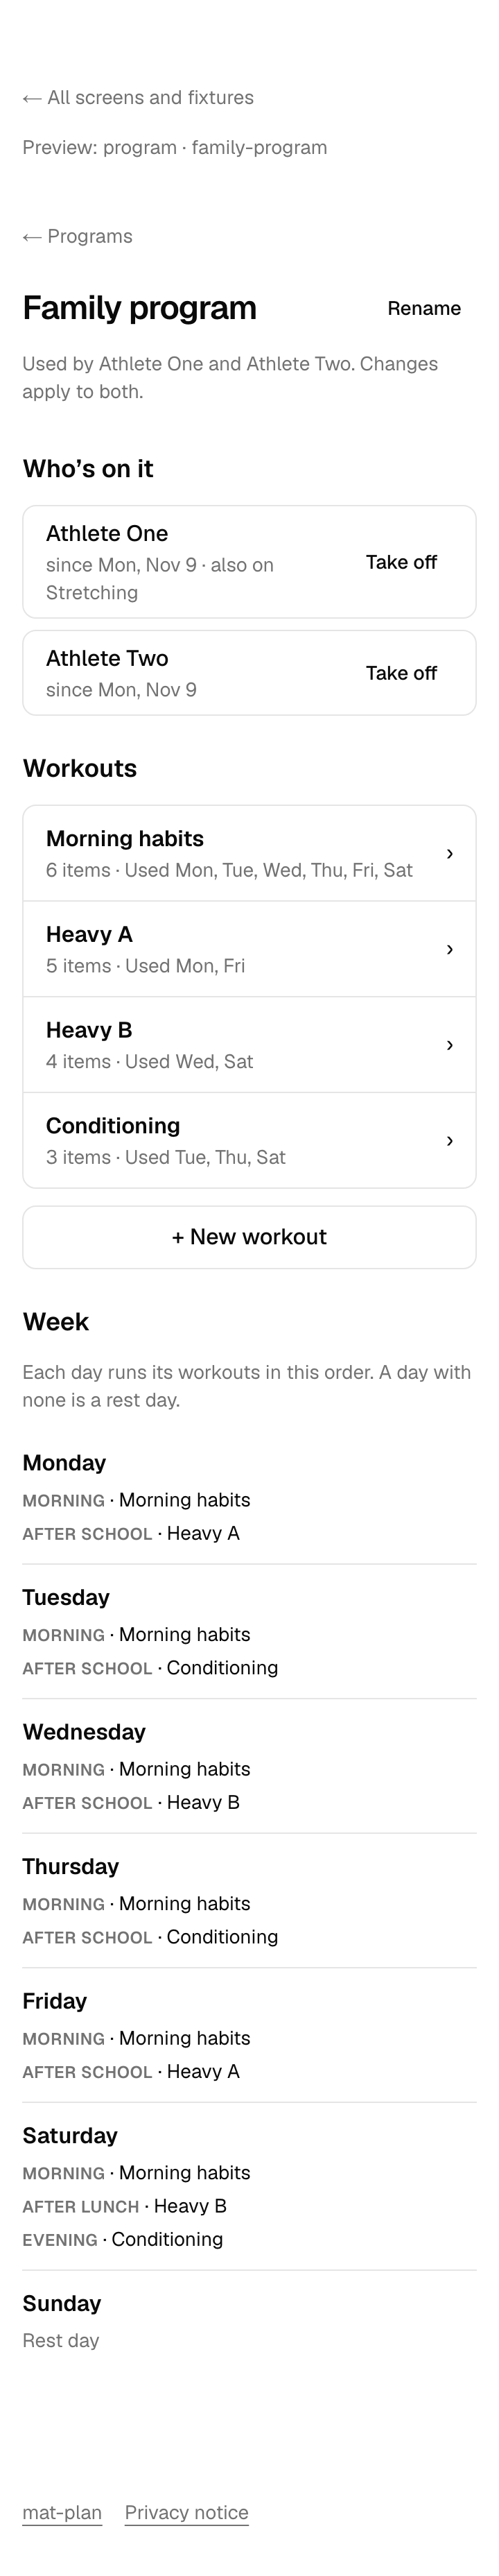 ← All screens and fixtures
Preview: program · family-program
← Programs
Family program
Rename
Used by Athlete One and Athlete Two. Changes
apply to both.
Who’s on it
Athlete One
since Mon, Nov 9 · also on
Stretching
Take off
Athlete Two
since Mon, Nov 9
Take off
Workouts
Morning habits
6 items · Used Mon, Tue, Wed, Thu, Fri, Sat
›
Heavy A
5 items · Used Mon, Fri
›
Heavy B
4 items · Used Wed, Sat
›
Conditioning
3 items · Used Tue, Thu, Sat
›
+ New workout
Week
Each day runs its workouts in this order. A day with
none is a rest day.
Monday
MORNING · Morning habits
AFTER SCHOOL · Heavy A
Tuesday
MORNING · Morning habits
AFTER SCHOOL · Conditioning
Wednesday
MORNING · Morning habits
AFTER SCHOOL · Heavy B
Thursday
MORNING · Morning habits
AFTER SCHOOL · Conditioning
Friday
MORNING · Morning habits
AFTER SCHOOL · Heavy A
Saturday
MORNING · Morning habits
AFTER LUNCH · Heavy B
EVENING · Conditioning
Sunday
Rest day
mat-plan
Privacy notice